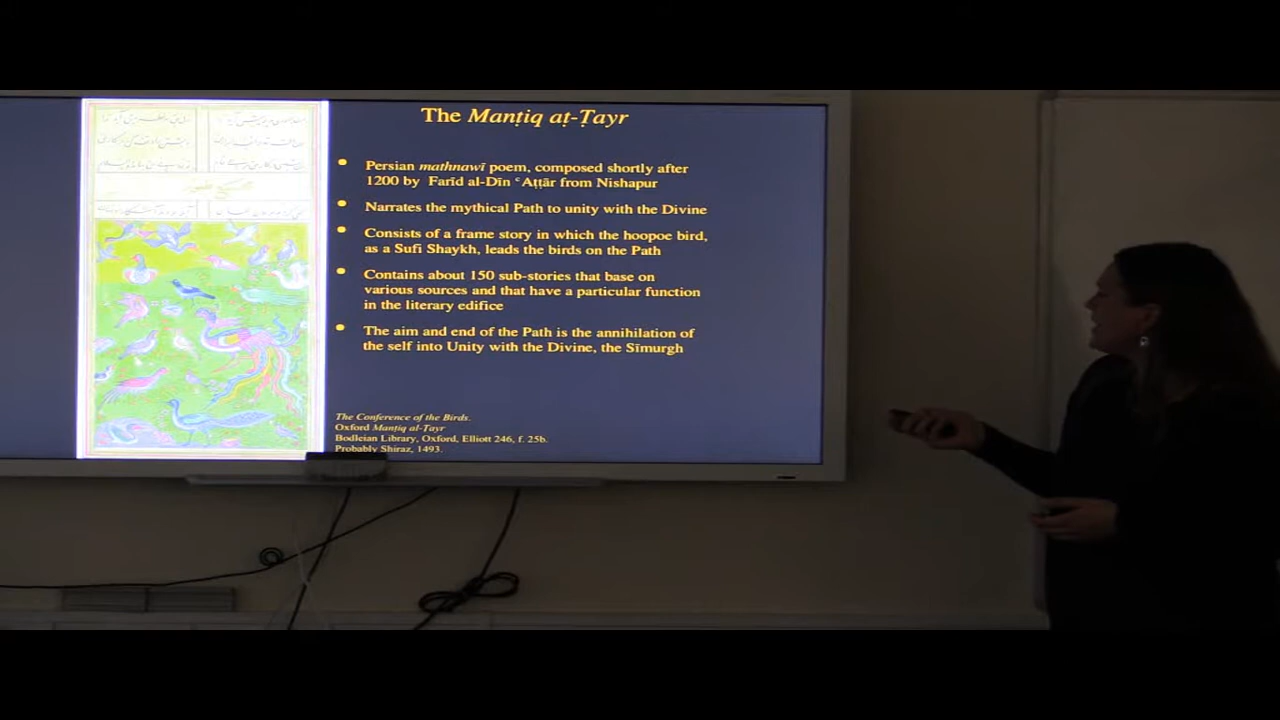 The Manṭiq aṭ-Ṭayr
• Persian mathnawī poem, composed shortly after
1200 by Farīd al-Dīn ʿAṭṭār from Nishapur
• Narrates the mythical Path to unity with the Divine
• Consists of a frame story in which the hoopoe bird,
as a Sufi Shaykh, leads the birds on the Path
• Contains about 150 sub-stories that base on
various sources and that have a particular function
in the literary edifice
• The aim and end of the Path is the annihilation of
the self into Unity with the Divine, the Sīmurgh
The Conference of the Birds.
Oxford Manṭiq al-Tayr
Bodleian Library, Oxford, Elliott 246, f. 25b.
Probably Shiraz, 1493.